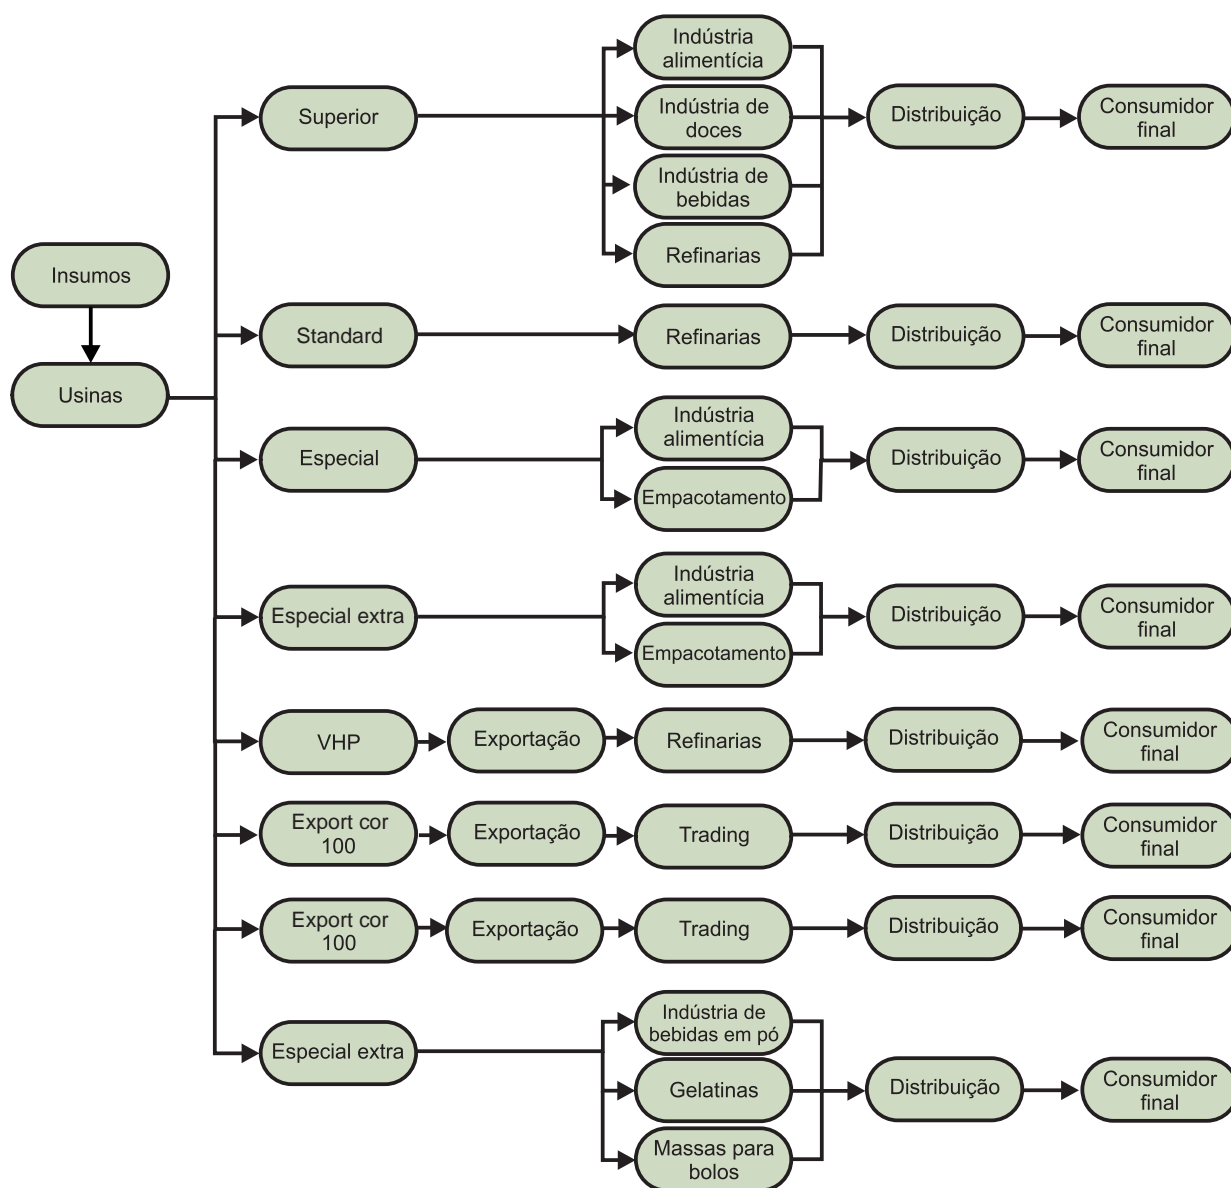 Indústria
alimentícia
Superior
Indústria de
doces
Distribuição
Consumidor
final
Indústria de
bebidas
Refinarias
Insumos
Usinas
Standard
Refinarias
Distribuição
Consumidor
final
Especial
Indústria
alimentícia
Empacotamento
Distribuição
Consumidor
final
Especial extra
Indústria
alimentícia
Empacotamento
Distribuição
Consumidor
final
VHP
Exportação
Refinarias
Distribuição
Consumidor
final
Export cor
100
Exportação
Trading
Distribuição
Consumidor
final
Export cor
100
Exportação
Trading
Distribuição
Consumidor
final
Especial extra
Indústria de
bebidas em pó
Gelatinas
Massas para
bolos
Distribuição
Consumidor
final